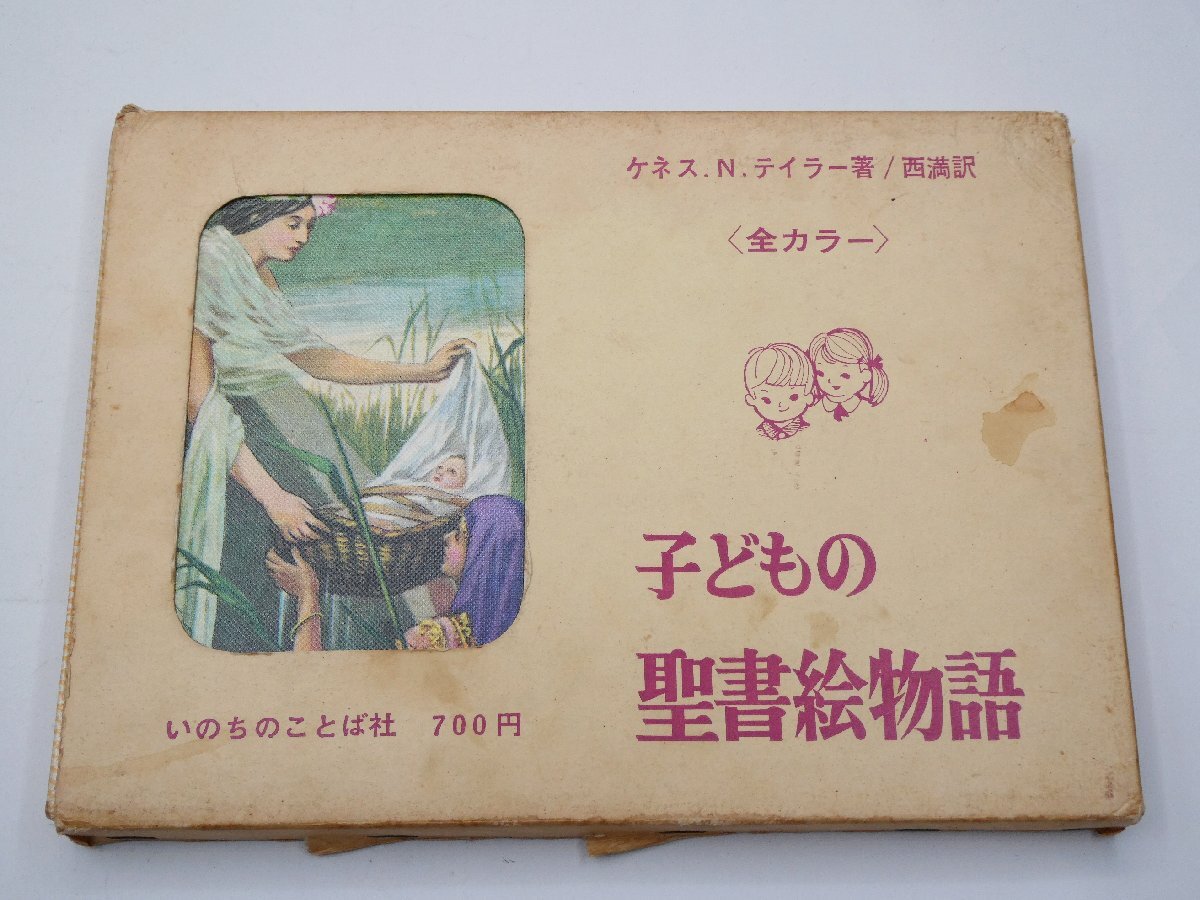 ケネス.N.テイラー著/西満訳
〈全カラー〉
子どもの
聖書絵物語
いのちのことば社 700円